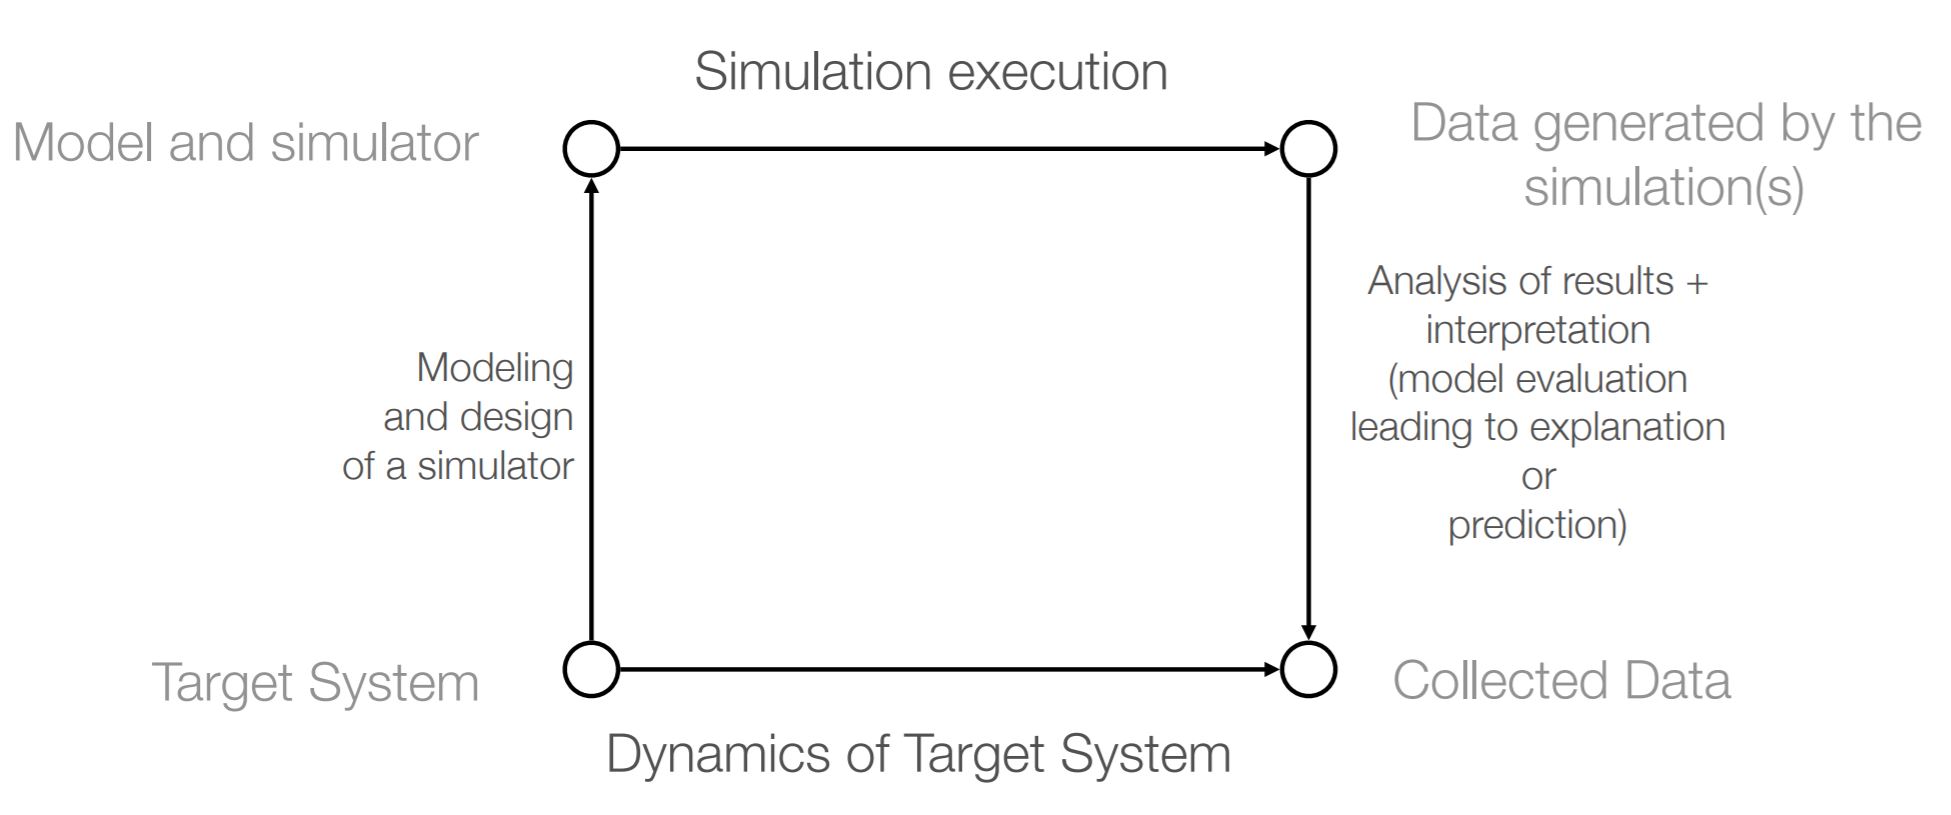 Simulation execution
Model and simulator
Data generated by the
simulation(s)
Analysis of results +
interpretation
(model evaluation
leading to explanation
or
prediction)
Modeling
and design
of a simulator
Target System
Collected Data
Dynamics of Target System